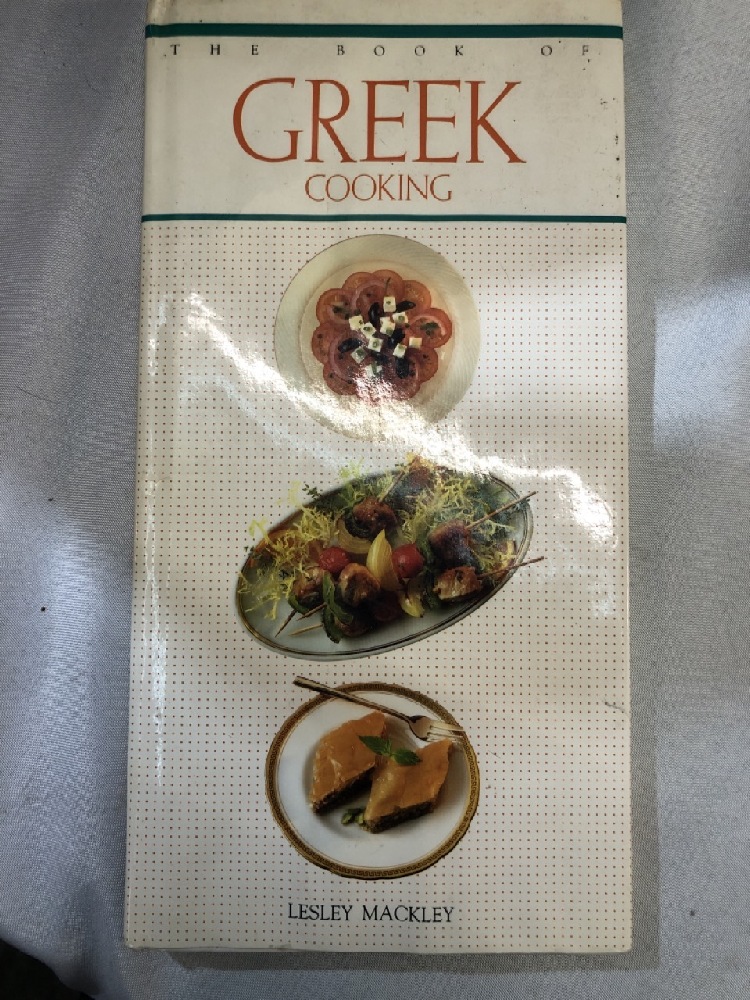 THE BOOK OF
GREEK
COOKING
LESLEY MACKLEY